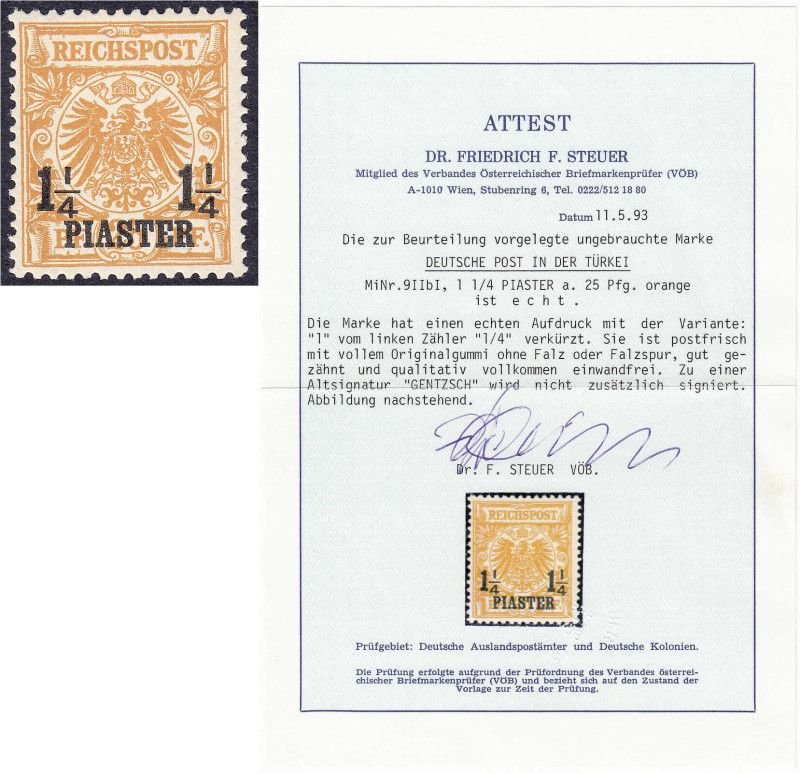 REICHSPOST
1 1/4 1 1/4
PIASTER
ATTEST
DR. FRIEDRICH F. STEUER
Mitglied des Verbandes Österreichischer Briefmarkenprüfer (VÖB)
A-1010 Wien, Stubenring 6, Tel. 0222/512 18 80
Datum 11.5.93
Die zur Beurteilung vorgelegte ungebrauchte Marke
DEUTSCHE POST IN DER TÜRKEI
MiNr.9IIbI, 1 1/4 PIASTER a. 25 Pfg. orange
ist e c h t .
Die Marke hat einen echten Aufdruck mit der Variante:
"1" vom linken Zähler "1/4" verkürzt. Sie ist postfrisch
mit vollem Originalgummi ohne Falz oder Falzspur, gut ge-
zähnt und qualitativ vollkommen einwandfrei. Zu einer
Altsignatur "GENTZSCH" wird nicht zusätzlich signiert.
Abbildung nachstehend.
Dr. F. STEUER VÖB.
REICHSPOST
1 1/4 1 1/4
PIASTER
Prüfgebiet: Deutsche Auslandspostämter und Deutsche Kolonien.
Die Prüfung erfolgte aufgrund der Prüfordnung des Verbandes österrei-
chischer Briefmarkenprüfer (VÖB) und bezieht sich auf den Zustand der
Vorlage zur Zeit der Prüfung.